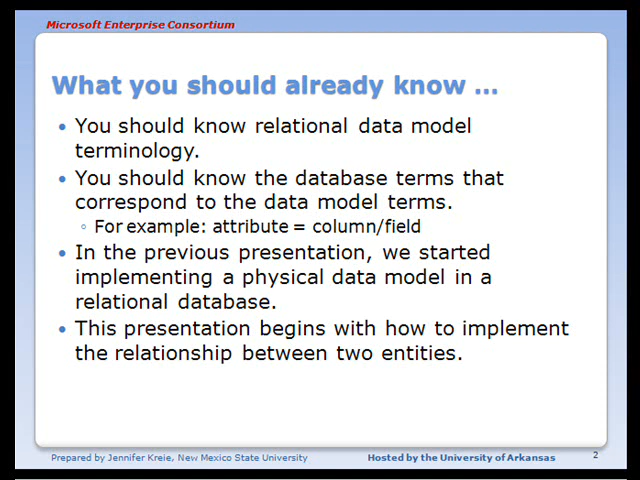 Microsoft Enterprise Consortium
What you should already know ...
• You should know relational data model
terminology.
• You should know the database terms that
correspond to the data model terms.
◦ For example: attribute = column/field
• In the previous presentation, we started
implementing a physical data model in a
relational database.
• This presentation begins with how to implement
the relationship between two entities.
Prepared by Jennifer Kreie, New Mexico State University
Hosted by the University of Arkansas
2